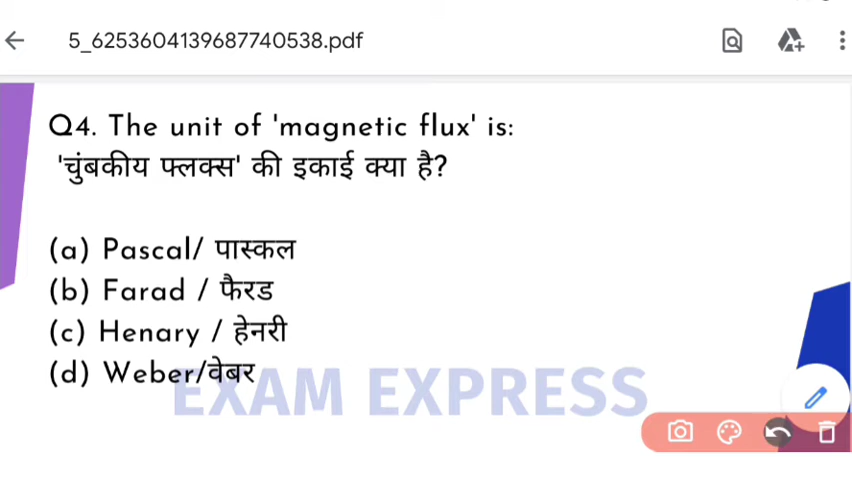 5_6253604139687740538.pdf
Q4. The unit of 'magnetic flux' is:
'चुंबकीय फ्लक्स' की इकाई क्या है?
(a) Pascal/ पास्कल
(b) Farad / फैरड
(c) Henary / हेनरी
(d) Weber/वेबर
EXAM EXPRESS